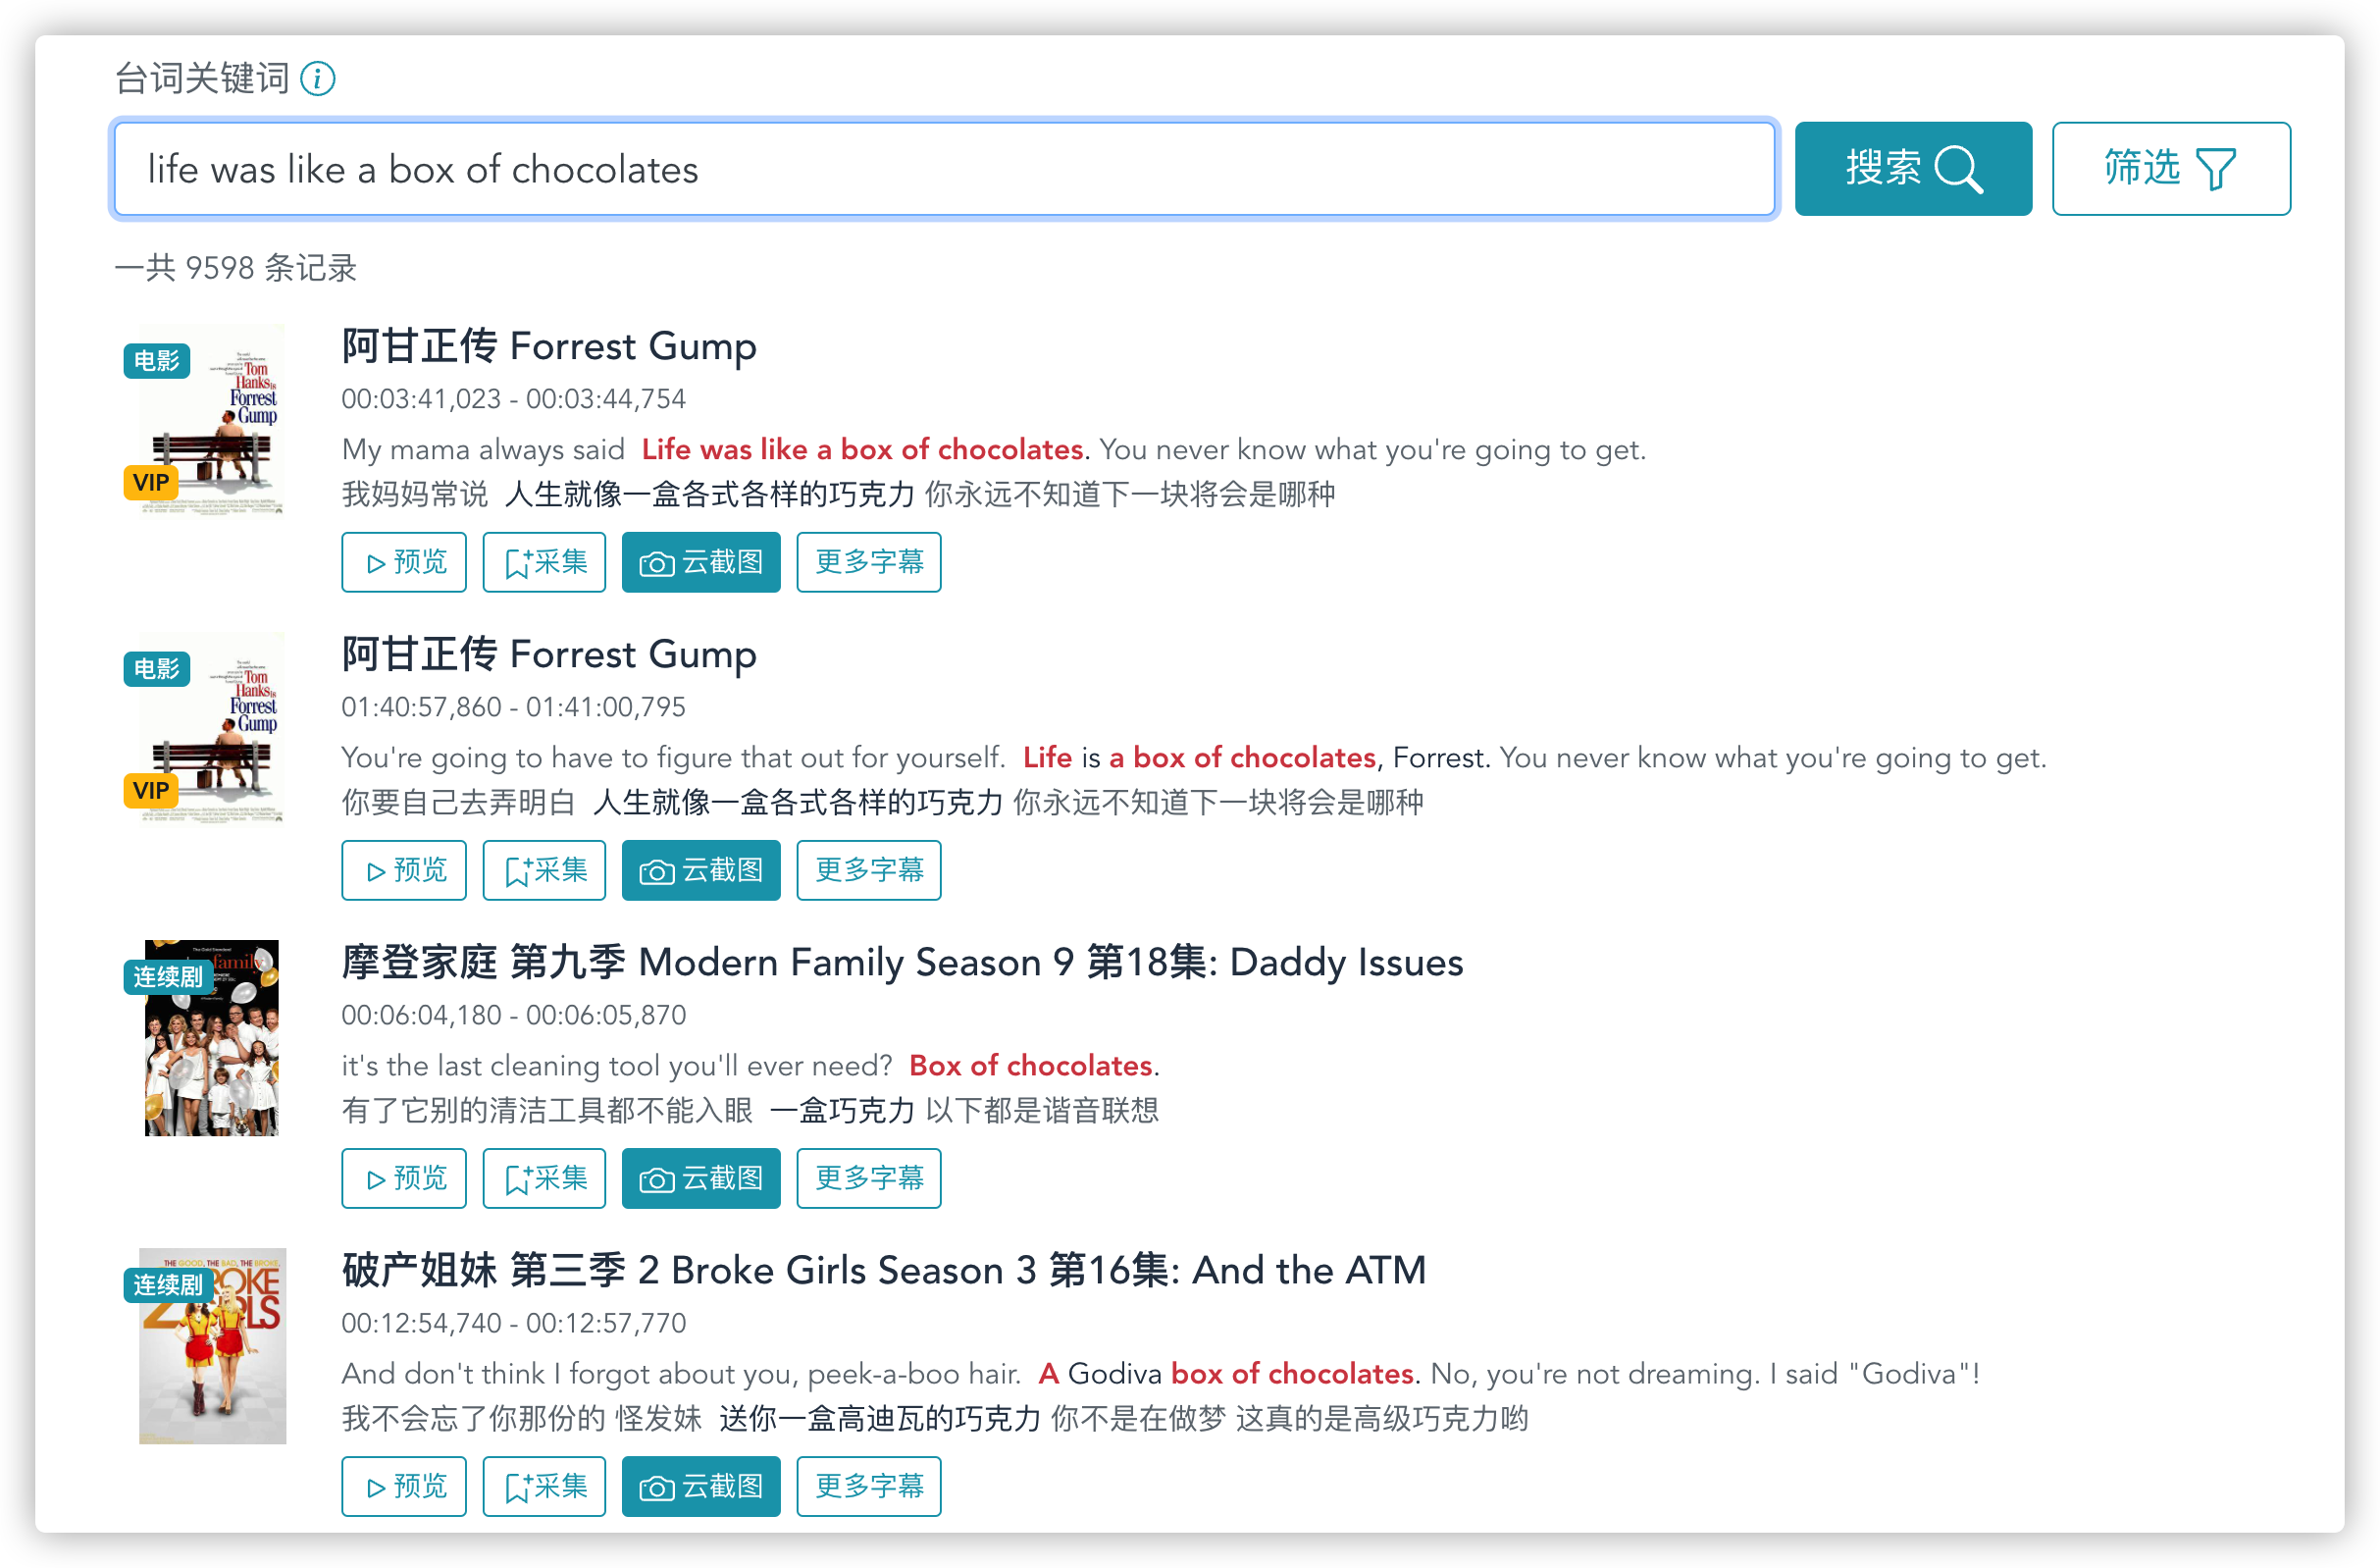 台词关键词
life was like a box of chocolates
搜索
筛选
一共 9598 条记录
电影
Tom
Hanks is
Forrest
Gump
VIP
阿甘正传 Forrest Gump
00:03:41,023 - 00:03:44,754
My mama always said Life was like a box of chocolates. You never know what you're going to get.
我妈妈常说 人生就像一盒各式各样的巧克力 你永远不知道下一块将会是哪种
预览 采集 云截图 更多字幕
电影
Tom
Hanks is
Forrest
Gump
VIP
阿甘正传 Forrest Gump
01:40:57,860 - 01:41:00,795
You're going to have to figure that out for yourself. Life is a box of chocolates, Forrest. You never know what you're going to get.
你要自己去弄明白 人生就像一盒各式各样的巧克力 你永远不知道下一块将会是哪种
预览 采集 云截图 更多字幕
family
连续剧
摩登家庭 第九季 Modern Family Season 9 第18集: Daddy Issues
00:06:04,180 - 00:06:05,870
it's the last cleaning tool you'll ever need? Box of chocolates.
有了它别的清洁工具都不能入眼 一盒巧克力 以下都是谐音联想
预览 采集 云截图 更多字幕
THE GOOD, THE BAD, THE BROKE.
连续剧
破产姐妹 第三季 2 Broke Girls Season 3 第16集: And the ATM
00:12:54,740 - 00:12:57,770
And don't think I forgot about you, peek-a-boo hair. A Godiva box of chocolates. No, you're not dreaming. I said "Godiva"!
我不会忘了你那份的 怪发妹 送你一盒高迪瓦的巧克力 你不是在做梦 这真的是高级巧克力哟
预览 采集 云截图 更多字幕